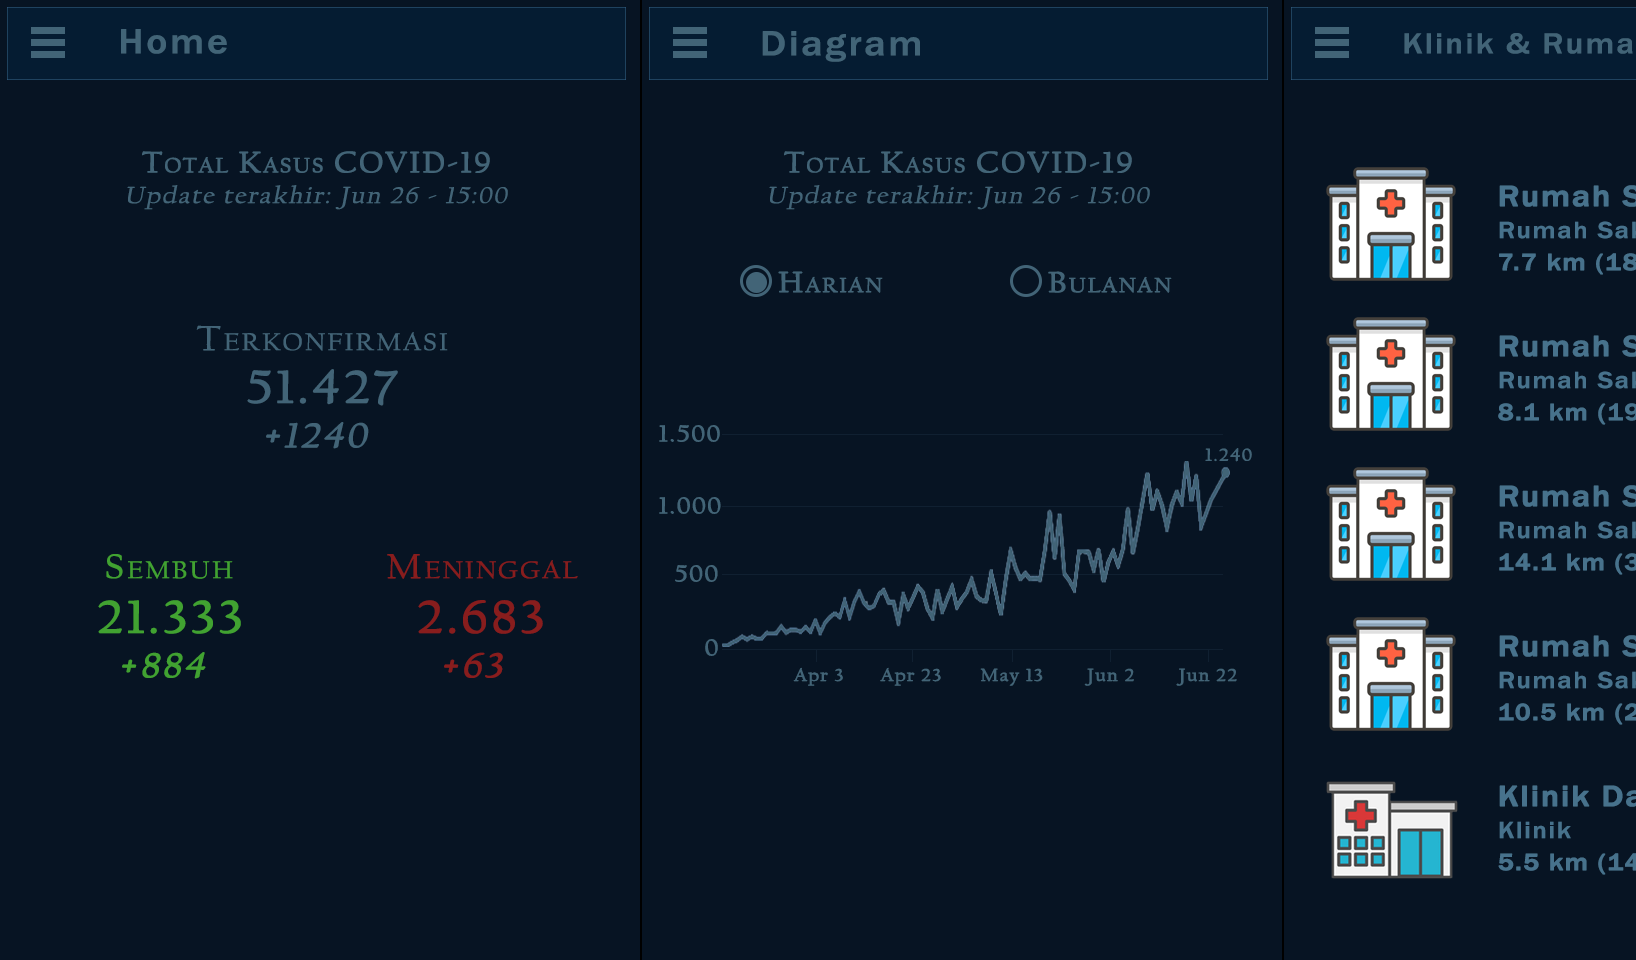 Home
Total Kasus COVID-19
Update terakhir: Jun 26 - 15:00
Terkonfirmasi
51.427
+1240
Sembuh
21.333
+884
Meninggal
2.683
+63
Diagram
Total Kasus COVID-19
Update terakhir: Jun 26 - 15:00
Harian
Bulanan
1.500
1.240
1.000
500
0
Apr 3
Apr 23
May 13
Jun 2
Jun 22
Klinik & Ruma
Rumah S
Rumah Sal
7.7 km (18
Rumah S
Rumah Sal
8.1 km (19
Rumah S
Rumah Sal
14.1 km (3
Rumah S
Rumah Sal
10.5 km (2
Klinik Da
Klinik
5.5 km (14